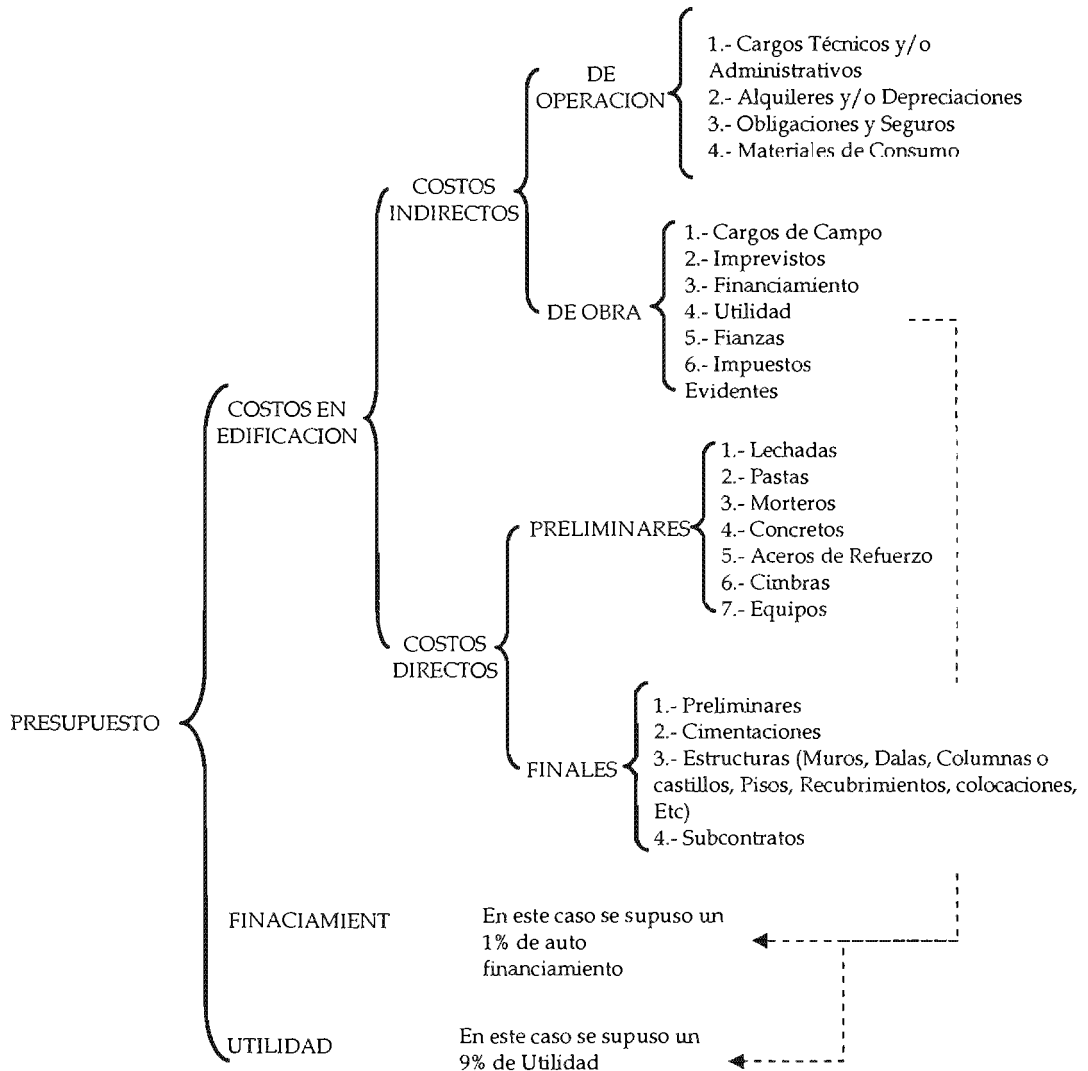 DE
OPERACION
1.- Cargos Técnicos y/o
Administrativos
2.- Alquileres y/o Depreciaciones
3.- Obligaciones y Seguros
4.- Materiales de Consumo
COSTOS
INDIRECTOS
DE OBRA
1.- Cargos de Campo
2.- Imprevistos
3.- Financiamiento
4.- Utilidad
5.- Fianzas
6.- Impuestos
Evidentes
COSTOS EN
EDIFICACION
PRELIMINARES
1.- Lechadas
2.- Pastas
3.- Morteros
4.- Concretos
5.- Aceros de Refuerzo
6.- Cimbras
7.- Equipos
COSTOS
DIRECTOS
FINALES
1.- Preliminares
2.- Cimentaciones
3.- Estructuras (Muros, Dalas, Columnas o
castillos, Pisos, Recubrimientos, colocaciones,
Etc)
4.- Subcontratos
PRESUPUESTO
FINACIAMIENT
En este caso se supuso un
1% de auto
financiamiento
UTILIDAD
En este caso se supuso un
9% de Utilidad